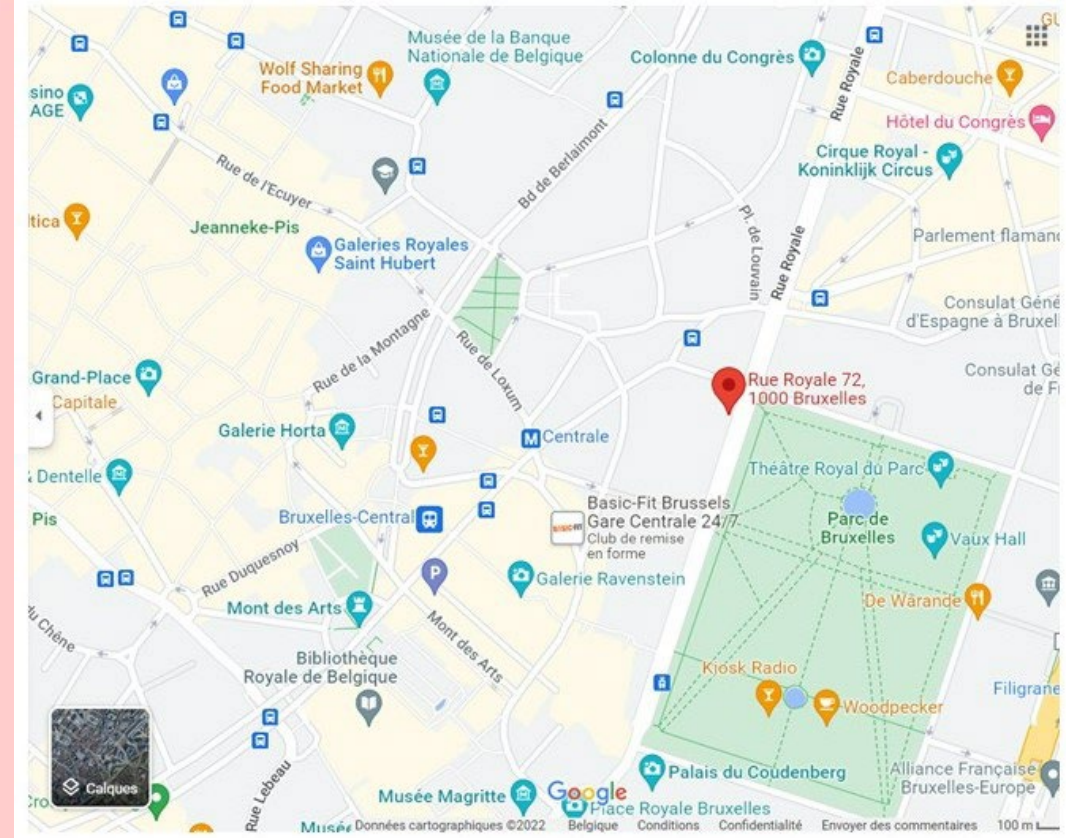 GU
Musée de la Banque
Nationale de Belgique
Colonne du Congrès
Rue Royale
Wolf Sharing
Food Market
Caberdouche
sino
AGE
Hôtel du Congrès
Cirque Royal -
Koninklijk Circus
Rue de l'Ecuyer
Bd de Berlaimont
tica
Jeanneke-Pis
Pl. de Louvain
Rue Royale
Parlement flamand
Galeries Royales
Saint Hubert
Consulat Géné
d'Espagne à Bruxel
Rue de la Montagne
Rue de Loxum
Grand-Place
Capitale
Rue Royale 72,
1000 Bruxelles
Consulat Gé
de F
Galerie Horta
M Centrale
& Dentelle
Théâtre Royal du Parc
Basic-Fit Brussels
Gare Centrale 24/7
Club de remise
en forme
BASIC-FIT
Pis
Bruxelles-Central
Parc de
Bruxelles
Vaux Hall
Rue Duquesnoy
P
Galerie Ravenstein
De Warande
Mont des Arts
du Chêne
Mont des Arts
Bibliothèque
Royale de Belgique
Kiosk Radio
Filigrane
Woodpecker
Calques
Rue Lebeau
Palais du Coudenberg
Alliance Française
Bruxelles-Europe
Cro
Musée Magritte
Google
Place Royale Bruxelles
Musée
Données cartographiques ©2022 Belgique Conditions Confidentialité Envoyer des commentaires 100 m